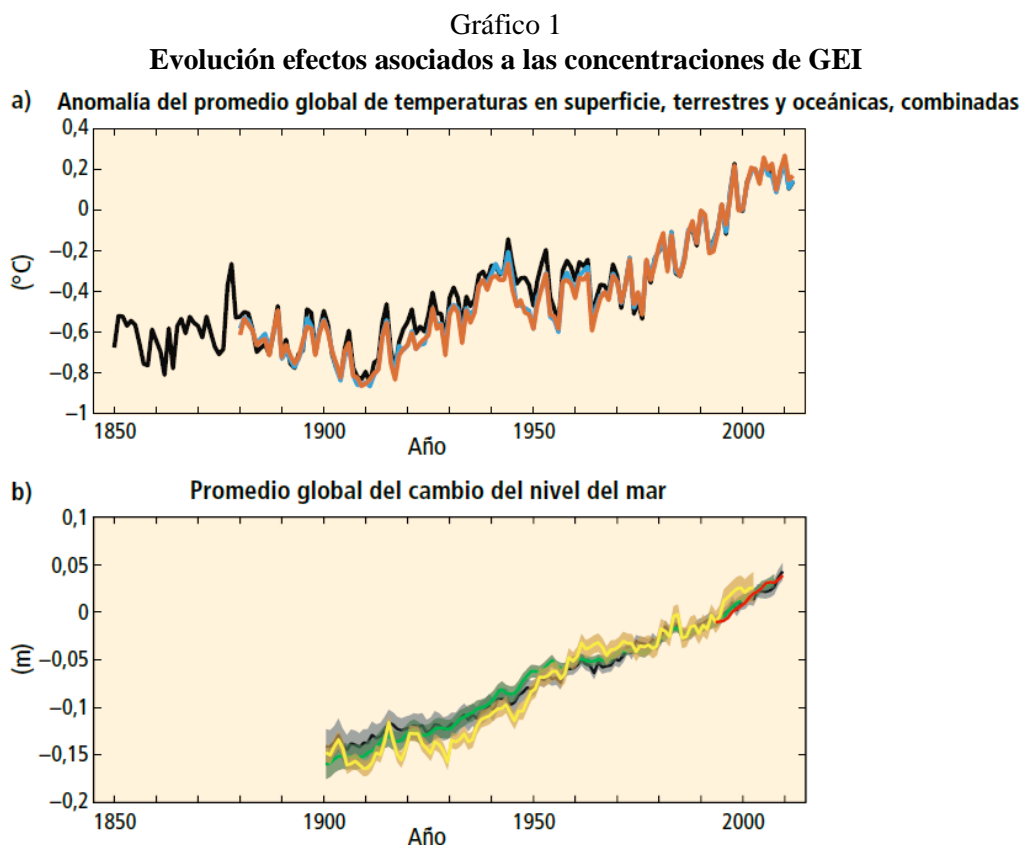 Gráfico 1
Evolución efectos asociados a las concentraciones de GEI
a) Anomalía del promedio global de temperaturas en superficie, terrestres y oceánicas, combinadas
0,4
0,2
0
−0,2
−0,4
−0,6
−0,8
−1
(°C)
1850 1900 1950 2000
Año
b) Promedio global del cambio del nivel del mar
0,1
0,05
0
−0,05
−0,1
−0,15
−0,2
(m)
1850 1900 1950 2000
Año